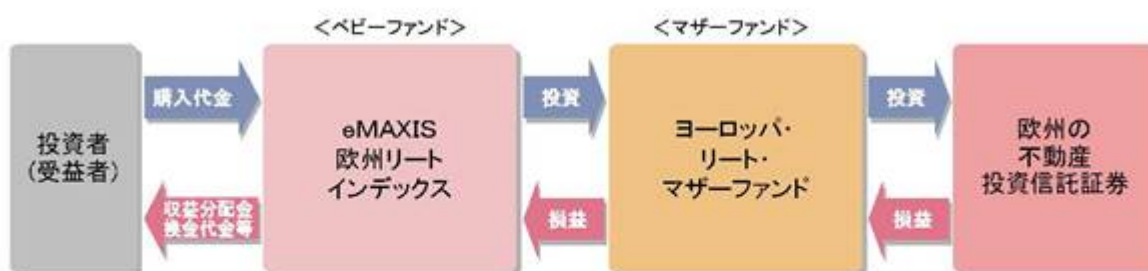 <ベビーファンド>
<マザーファンド>
投資者
(受益者)
購入代金
収益分配金
換金代金等
eMAXIS
欧州リート
インデックス
投資
損益
ヨーロッパ・
リート・
マザーファンド
投資
損益
欧州の
不動産
投資信託証券